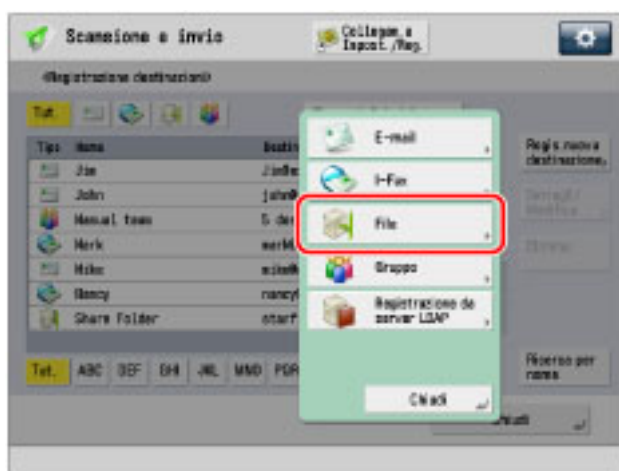 Scansione e invio
Collegam. a
Impost./Reg.
<Registrazione destinazioni>
Tut.
Tipo Nome
Jim
John
Manual team 5 des
Mark
Mike
Nancy
Share Folder
E-mail
I-Fax
File
Gruppo
Registrazione da
server LDAP
Chiudi
Regis.nuova
destinazione
Dettagli/
Modifica
Tut. ABC DEF GHI JKL MNO PQR
Ricerca per
nome